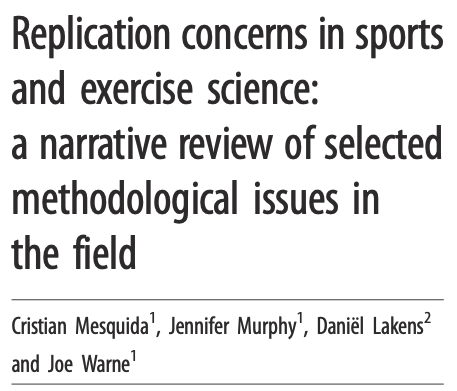 Replication concerns in sports
and exercise science:
a narrative review of selected
methodological issues in
the field
Cristian Mesquida¹, Jennifer Murphy¹, Daniël Lakens²
and Joe Warne¹